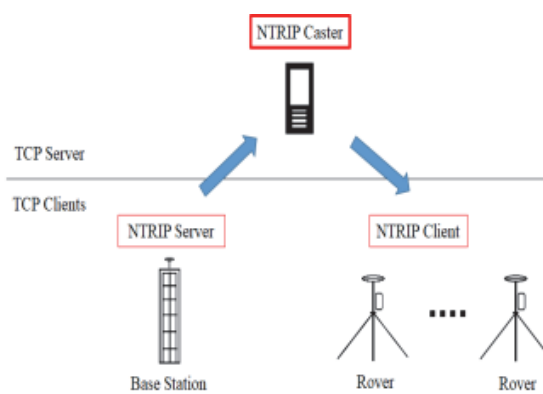 NTRIP Caster
TCP Server
TCP Clients
NTRIP Server
NTRIP Client
Base Station
Rover
Rover